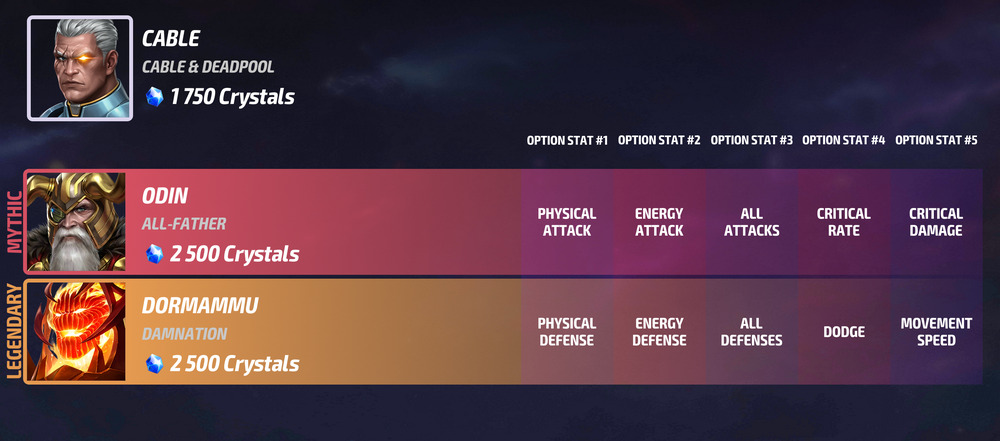 CABLE
CABLE & DEADPOOL
1 750 Crystals
OPTION STAT #1 OPTION STAT #2 OPTION STAT #3 OPTION STAT #4 OPTION STAT #5
MYTHIC
ODIN
ALL-FATHER
2 500 Crystals
PHYSICAL ATTACK
ENERGY ATTACK
ALL ATTACKS
CRITICAL RATE
CRITICAL DAMAGE
LEGENDARY
DORMAMMU
DAMNATION
2 500 Crystals
PHYSICAL DEFENSE
ENERGY DEFENSE
ALL DEFENSES
DODGE
MOVEMENT SPEED